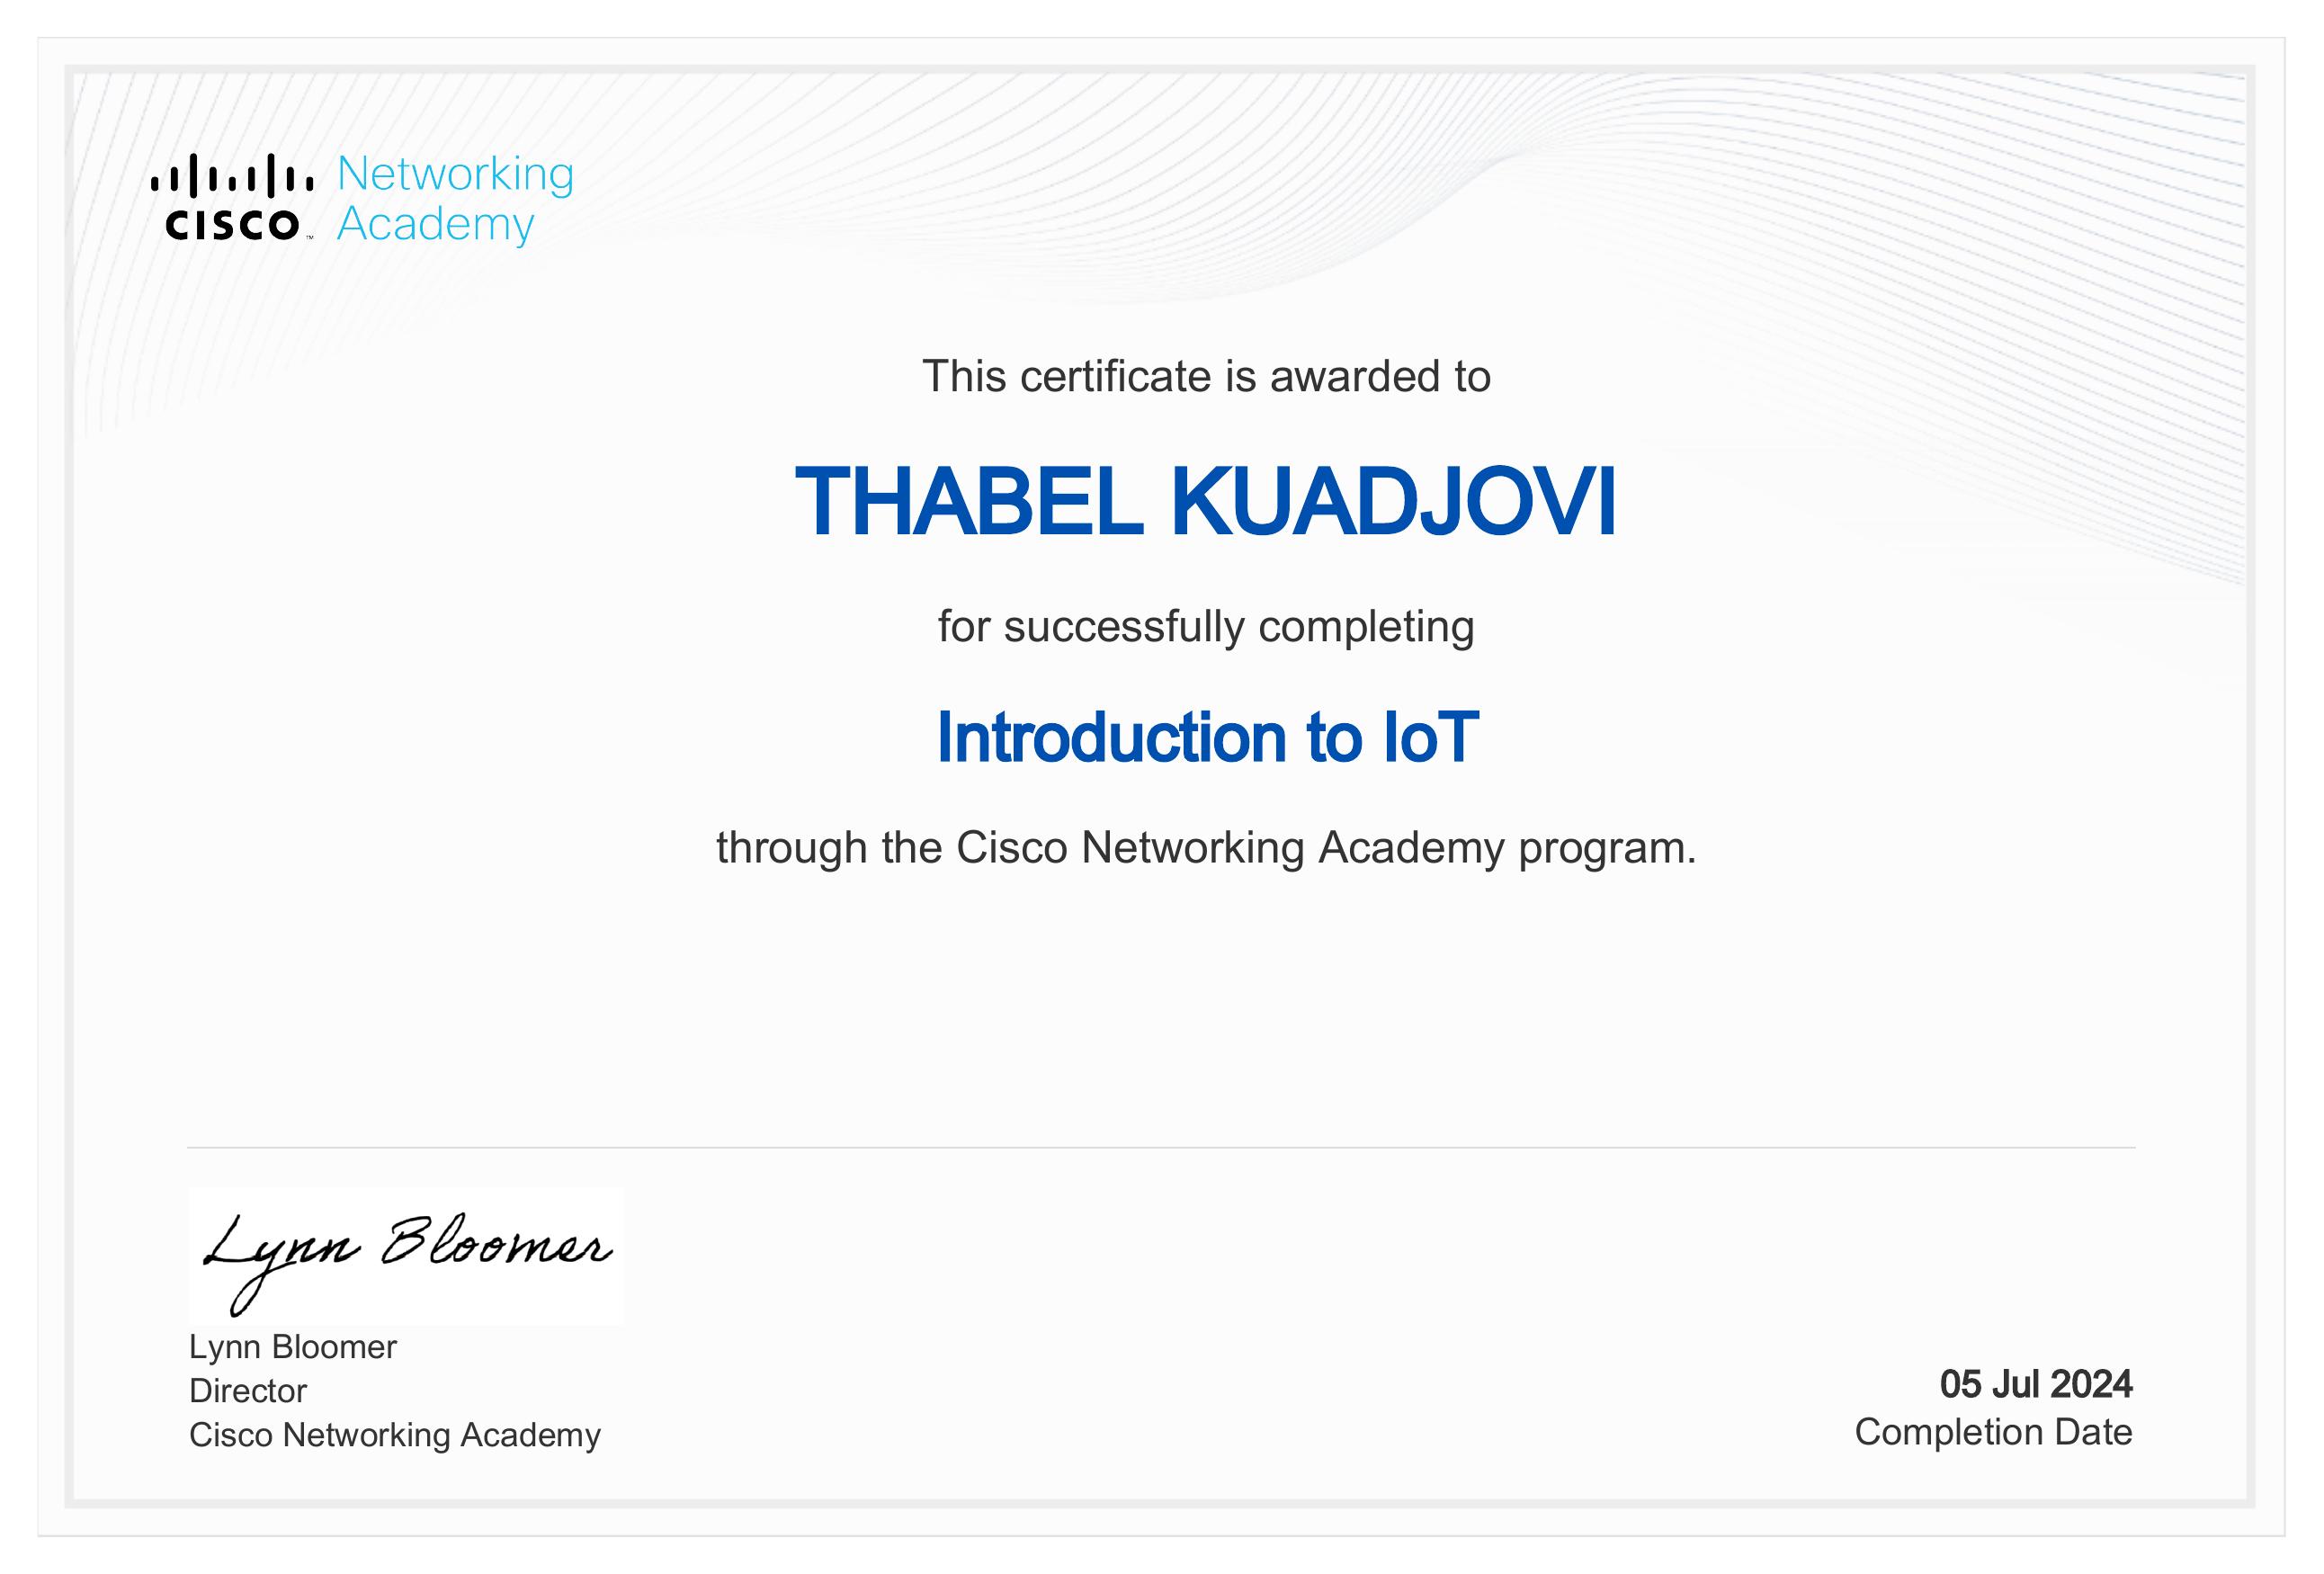 cisco™ Networking Academy
This certificate is awarded to
THABEL KUADJOVI
for successfully completing
Introduction to IoT
through the Cisco Networking Academy program.
Lynn Bloomer
Lynn Bloomer
Director
Cisco Networking Academy
05 Jul 2024
Completion Date